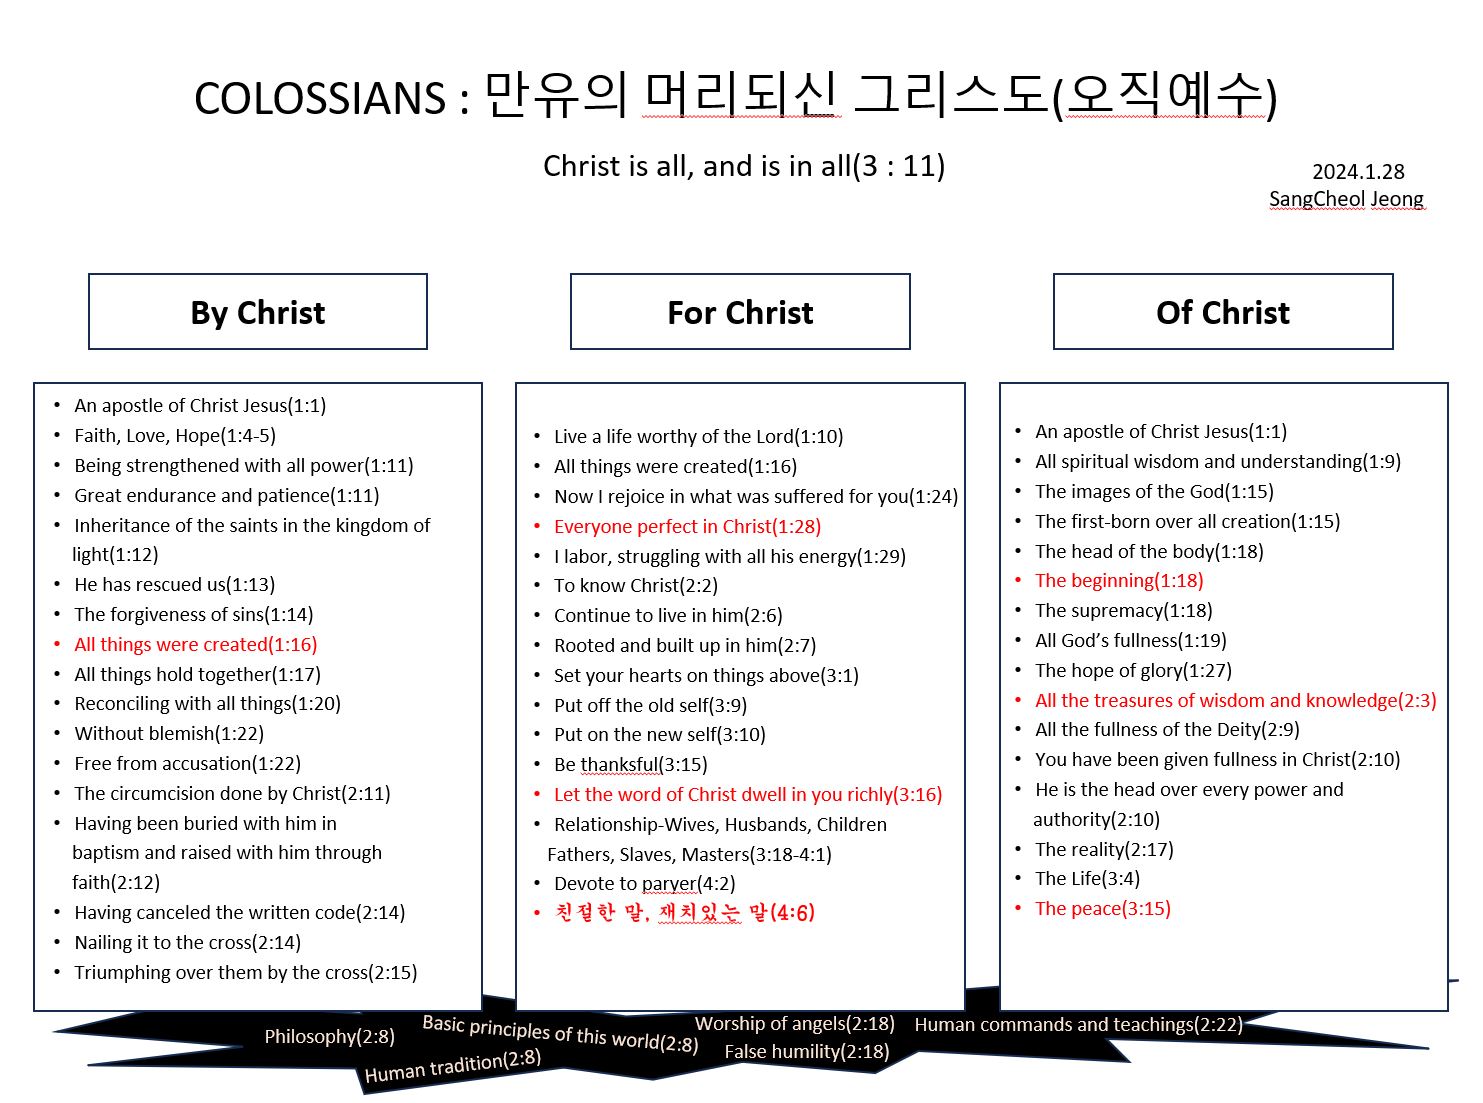 COLOSSIANS : 만유의 머리되신 그리스도(오직예수)
Christ is all, and is in all(3 : 11)
2024.1.28
SangCheol Jeong
By Christ
• An apostle of Christ Jesus(1:1)
• Faith, Love, Hope(1:4-5)
• Being strengthened with all power(1:11)
• Great endurance and patience(1:11)
• Inheritance of the saints in the kingdom of
light(1:12)
• He has rescued us(1:13)
• The forgiveness of sins(1:14)
• All things were created(1:16)
• All things hold together(1:17)
• Reconciling with all things(1:20)
• Without blemish(1:22)
• Free from accusation(1:22)
• The circumcision done by Christ(2:11)
• Having been buried with him in
baptism and raised with him through
faith(2:12)
• Having canceled the written code(2:14)
• Nailing it to the cross(2:14)
• Triumphing over them by the cross(2:15)
For Christ
• Live a life worthy of the Lord(1:10)
• All things were created(1:16)
• Now I rejoice in what was suffered for you(1:24)
• Everyone perfect in Christ(1:28)
• I labor, struggling with all his energy(1:29)
• To know Christ(2:2)
• Continue to live in him(2:6)
• Rooted and built up in him(2:7)
• Set your hearts on things above(3:1)
• Put off the old self(3:9)
• Put on the new self(3:10)
• Be thanksful(3:15)
• Let the word of Christ dwell in you richly(3:16)
• Relationship-Wives, Husbands, Children
Fathers, Slaves, Masters(3:18-4:1)
• Devote to paryer(4:2)
• 친절한 말, 재치있는 말(4:6)
Of Christ
• An apostle of Christ Jesus(1:1)
• All spiritual wisdom and understanding(1:9)
• The images of the God(1:15)
• The first-born over all creation(1:15)
• The head of the body(1:18)
• The beginning(1:18)
• The supremacy(1:18)
• All God’s fullness(1:19)
• The hope of glory(1:27)
• All the treasures of wisdom and knowledge(2:3)
• All the fullness of the Deity(2:9)
• You have been given fullness in Christ(2:10)
• He is the head over every power and
authority(2:10)
• The reality(2:17)
• The Life(3:4)
• The peace(3:15)
Philosophy(2:8)
Basic principles of this world(2:8)
Human tradition(2:8)
Worship of angels(2:18)
False humility(2:18)
Human commands and teachings(2:22)